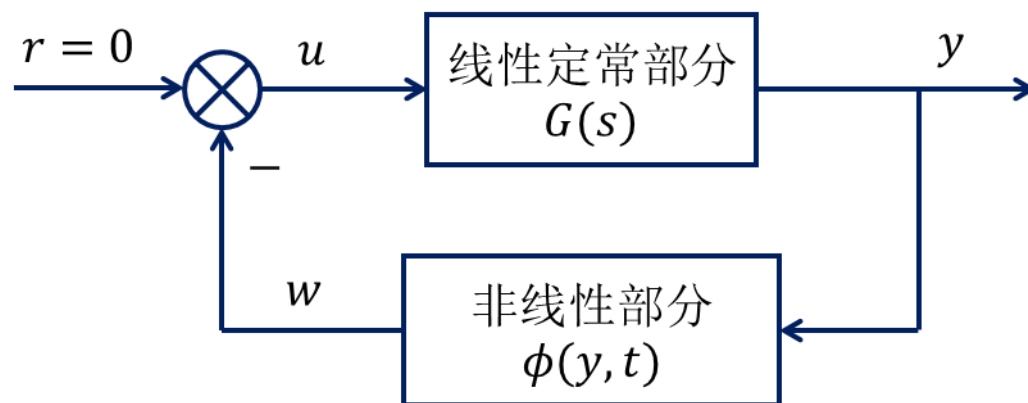 r = 0
u
线性定常部分
G(s)
y
−
w
非线性部分
ϕ(y, t)